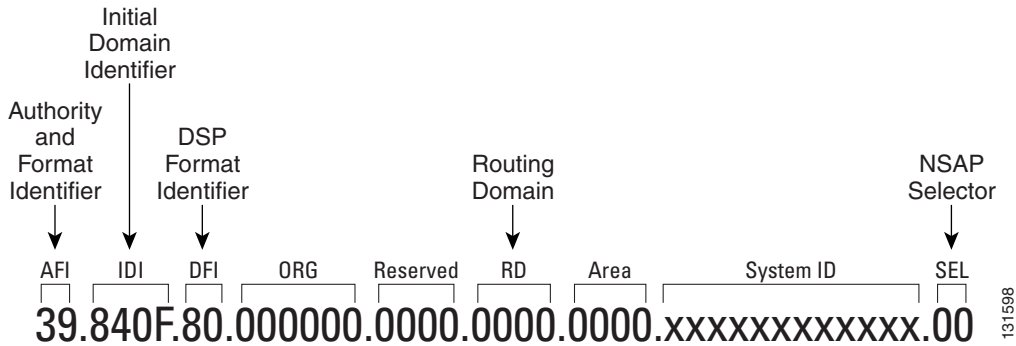 Initial
Domain
Identifier
Authority
and
Format
Identifier
DSP
Format
Identifier
Routing
Domain
NSAP
Selector
AFI IDI DFI ORG Reserved RD Area System ID SEL
39.840F.80.000000.0000.0000.0000.xxxxxxxxxxxx.00
131598